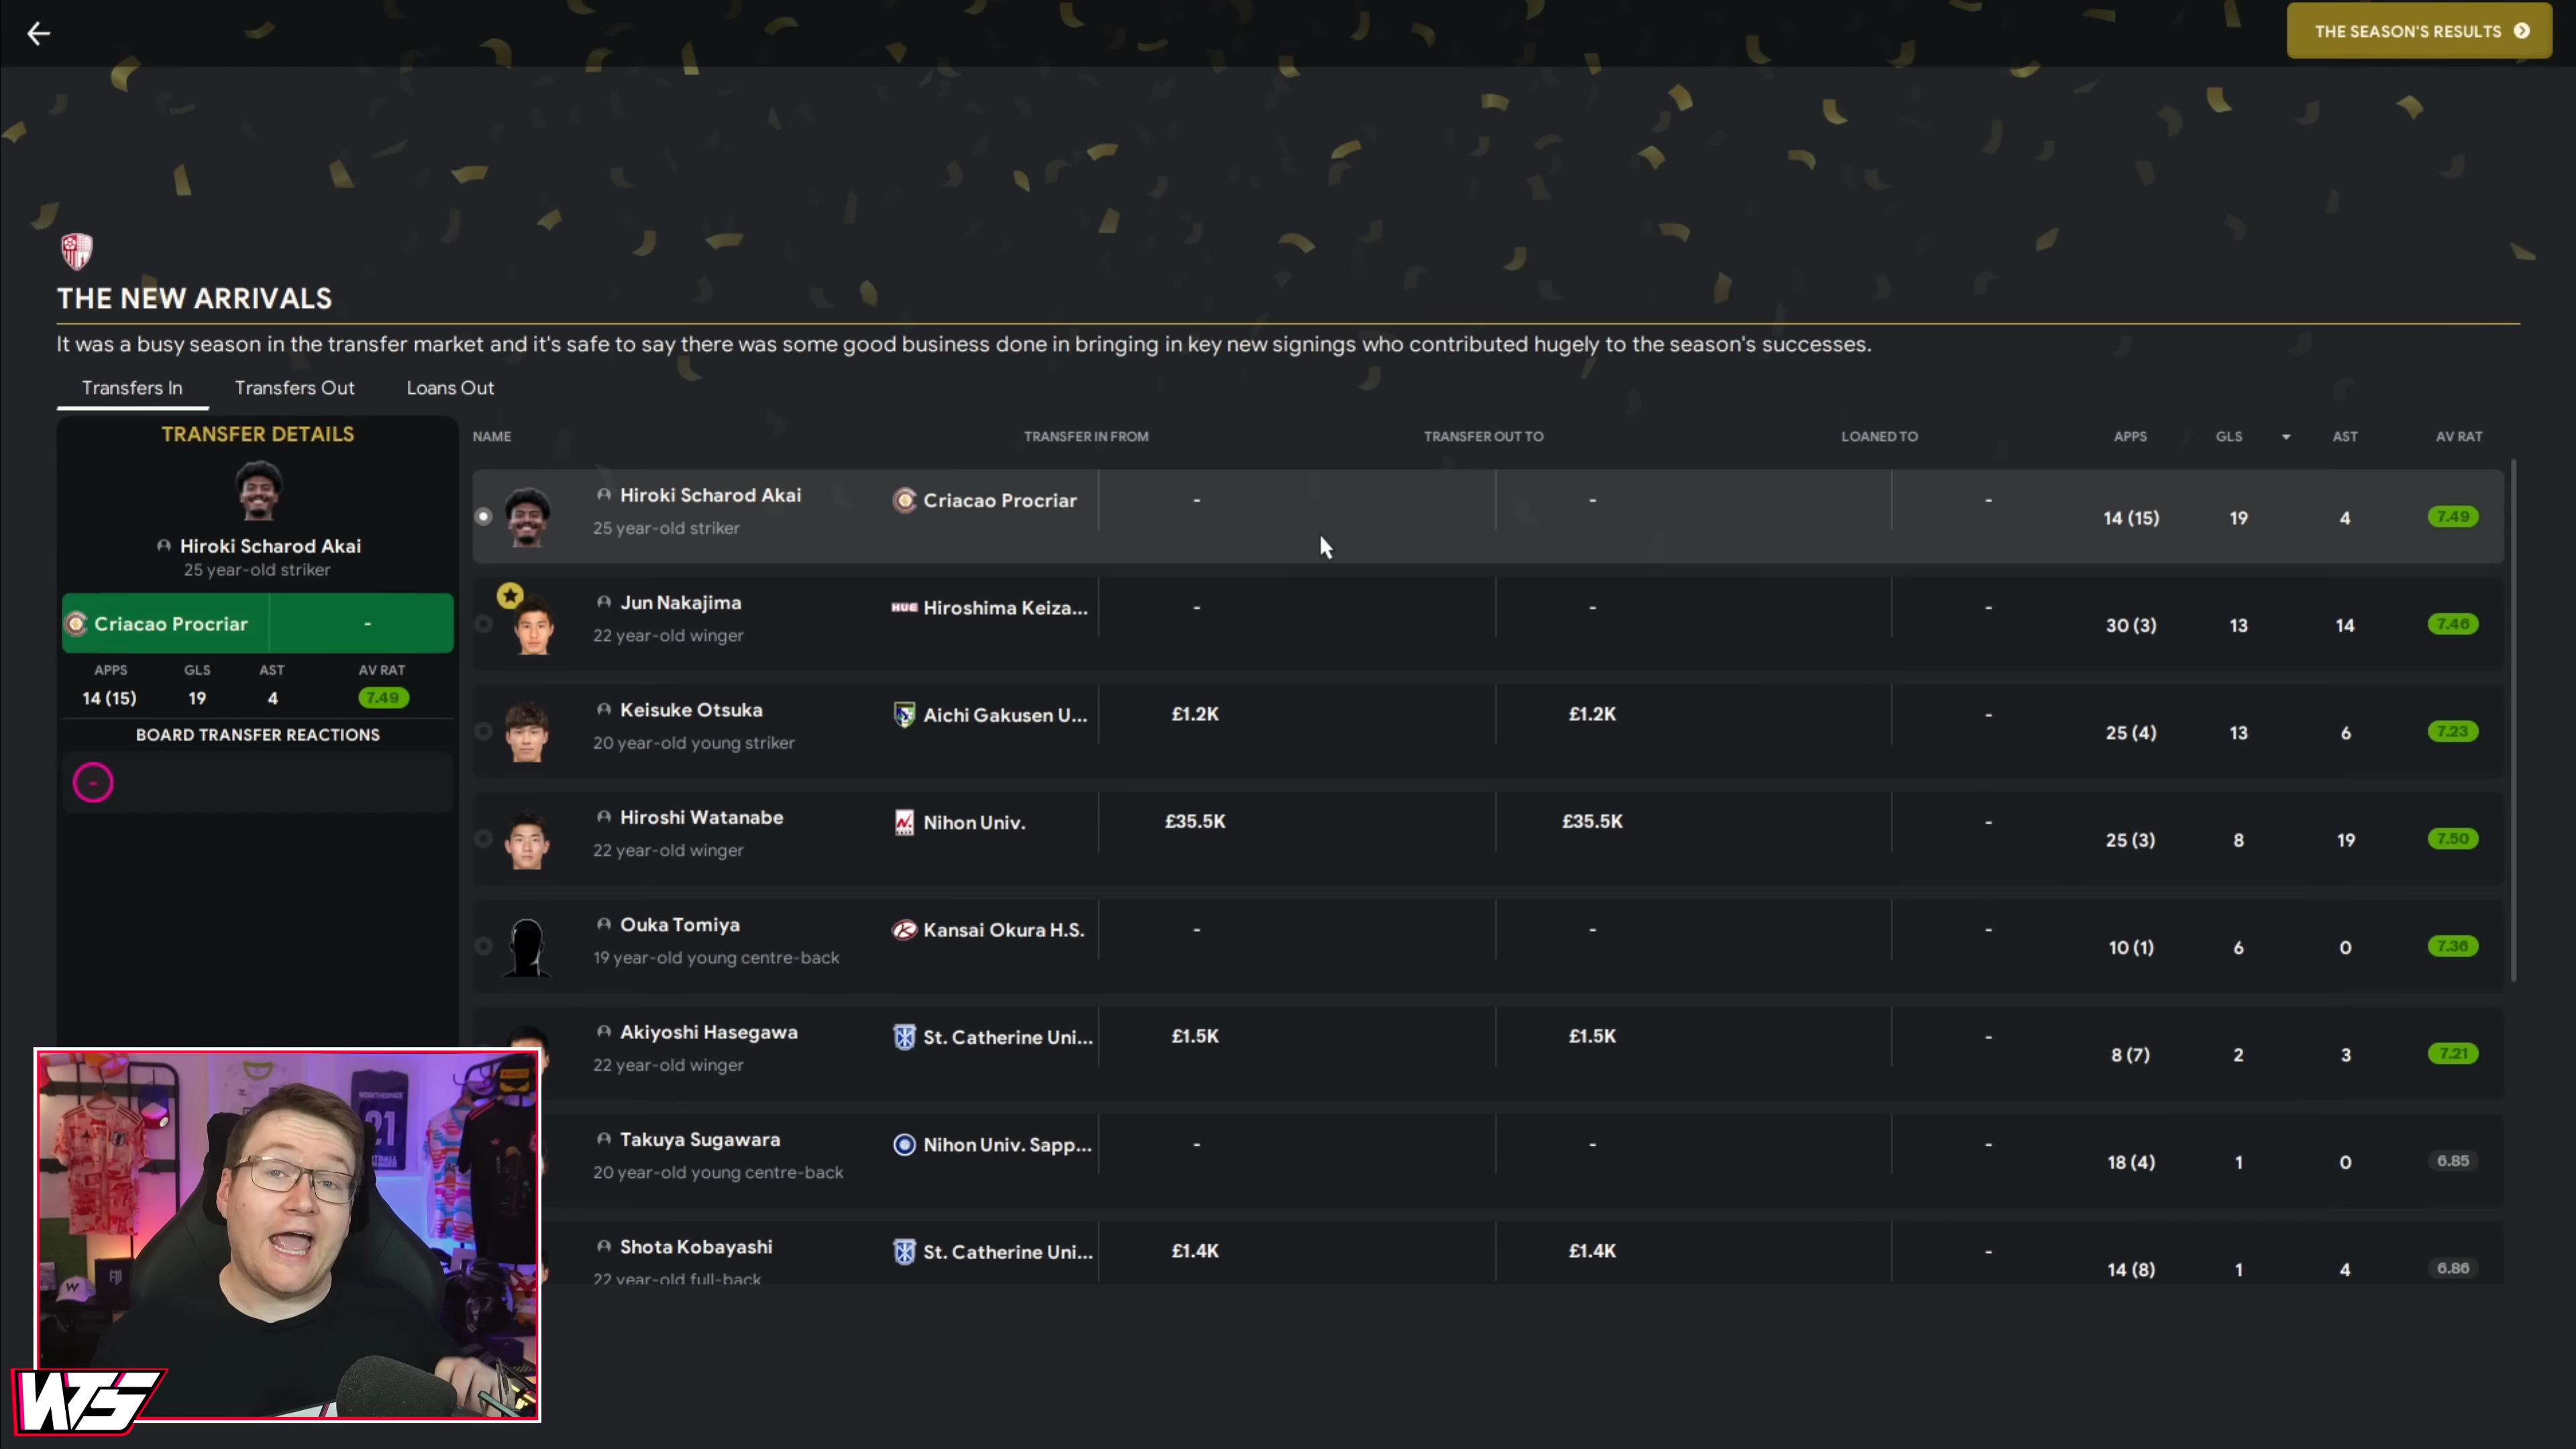 THE SEASON'S RESULTS
THE NEW ARRIVALS
It was a busy season in the transfer market and it's safe to say there was some good business done in bringing in key new signings who contributed hugely to the season's successes.
Transfers In Transfers Out Loans Out
TRANSFER DETAILS
Hiroki Scharod Akai
25 year-old striker
Criacao Procriar -
APPS GLS AST AV RAT
14 (15) 19 4 7.49
BOARD TRANSFER REACTIONS
-
NAME TRANSFER IN FROM TRANSFER OUT TO LOANED TO APPS GLS AST AV RAT
Hiroki Scharod Akai Criacao Procriar - - - 14 (15) 19 4 7.49
25 year-old striker
Jun Nakajima HUE Hiroshima Keiza... - - - 30 (3) 13 14 7.46
22 year-old winger
Keisuke Otsuka Aichi Gakusen U... £1.2K £1.2K - 25 (4) 13 6 7.23
20 year-old young striker
Hiroshi Watanabe Nihon Univ. £35.5K £35.5K - 25 (3) 8 19 7.50
22 year-old winger
Ouka Tomiya Kansai Okura H.S. - - - 10 (1) 6 0 7.36
19 year-old young centre-back
Akiyoshi Hasegawa St. Catherine Uni... £1.5K £1.5K - 8 (7) 2 3 7.21
22 year-old winger
Takuya Sugawara Nihon Univ. Sapp... - - - 18 (4) 1 0 6.85
20 year-old young centre-back
Shota Kobayashi St. Catherine Uni... £1.4K £1.4K - 14 (8) 1 4 6.86
22 year-old full-back
WORKTHESPACE
21
W
WTS